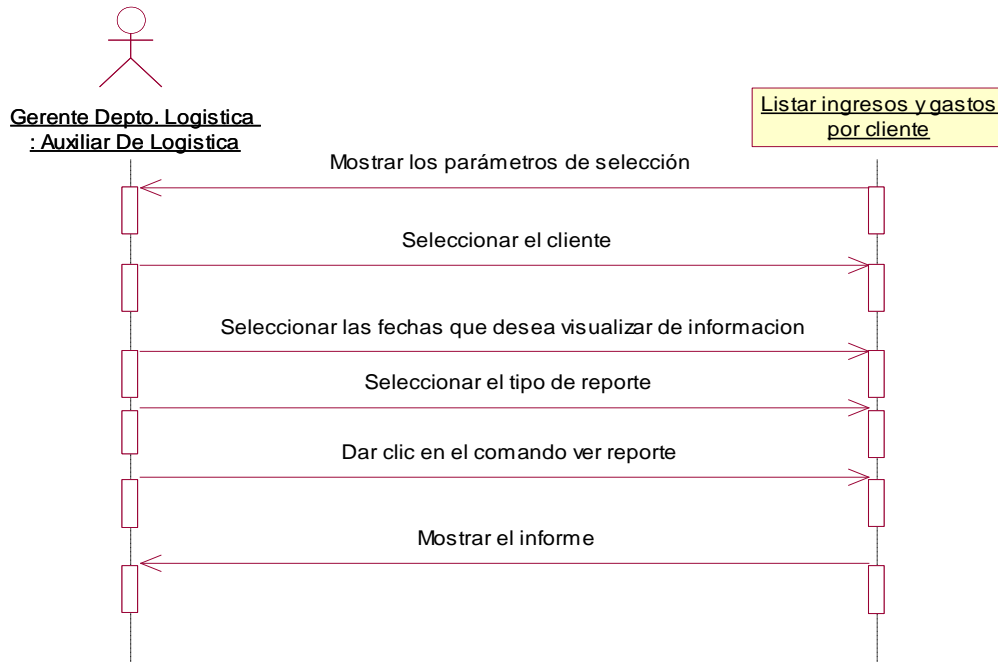 Gerente Depto. Logistica
: Auxiliar De Logistica
Listar ingresos y gastos
por cliente
Mostrar los parámetros de selección
Seleccionar el cliente
Seleccionar las fechas que desea visualizar de informacion
Seleccionar el tipo de reporte
Dar clic en el comando ver reporte
Mostrar el informe